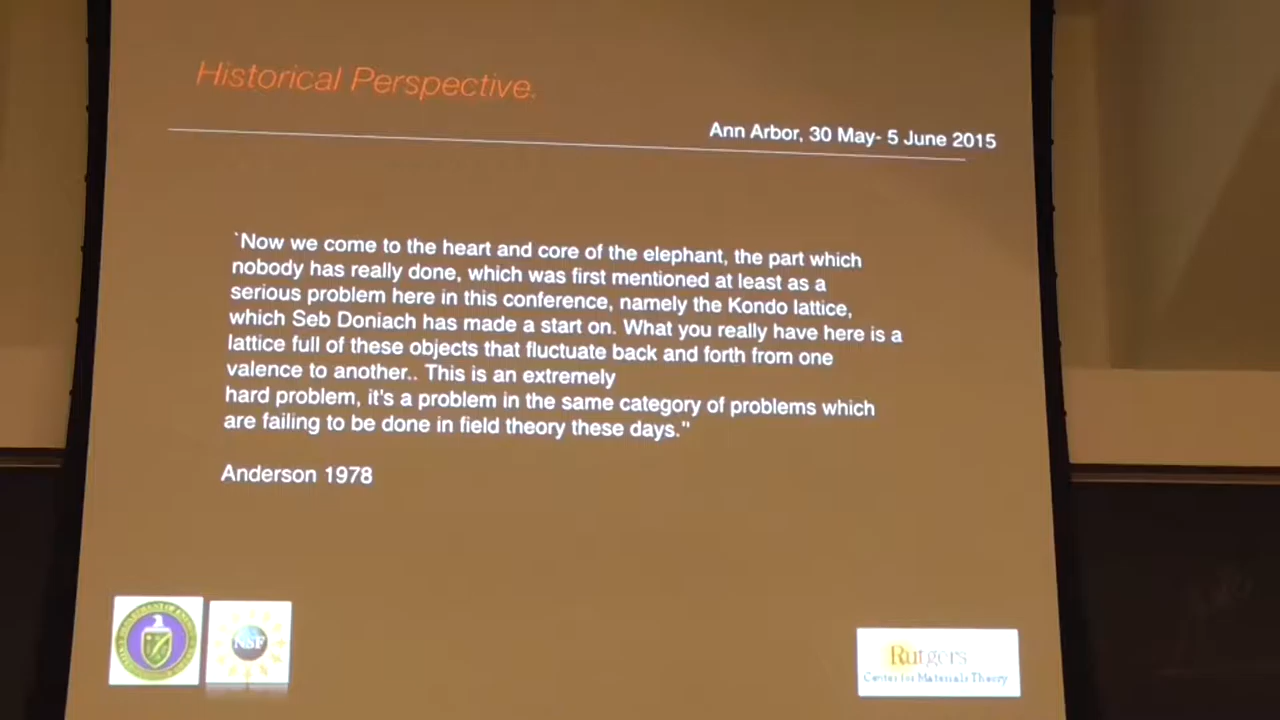 Historical Perspective.
Ann Arbor, 30 May- 5 June 2015
`Now we come to the heart and core of the elephant, the part which
nobody has really done, which was first mentioned at least as a
serious problem here in this conference, namely the Kondo lattice,
which Seb Doniach has made a start on. What you really have here is a
lattice full of these objects that fluctuate back and forth from one
valence to another.. This is an extremely
hard problem, it's a problem in the same category of problems which
are failing to be done in field theory these days."
Anderson 1978
NSF
Rutgers
Center for Materials Theory